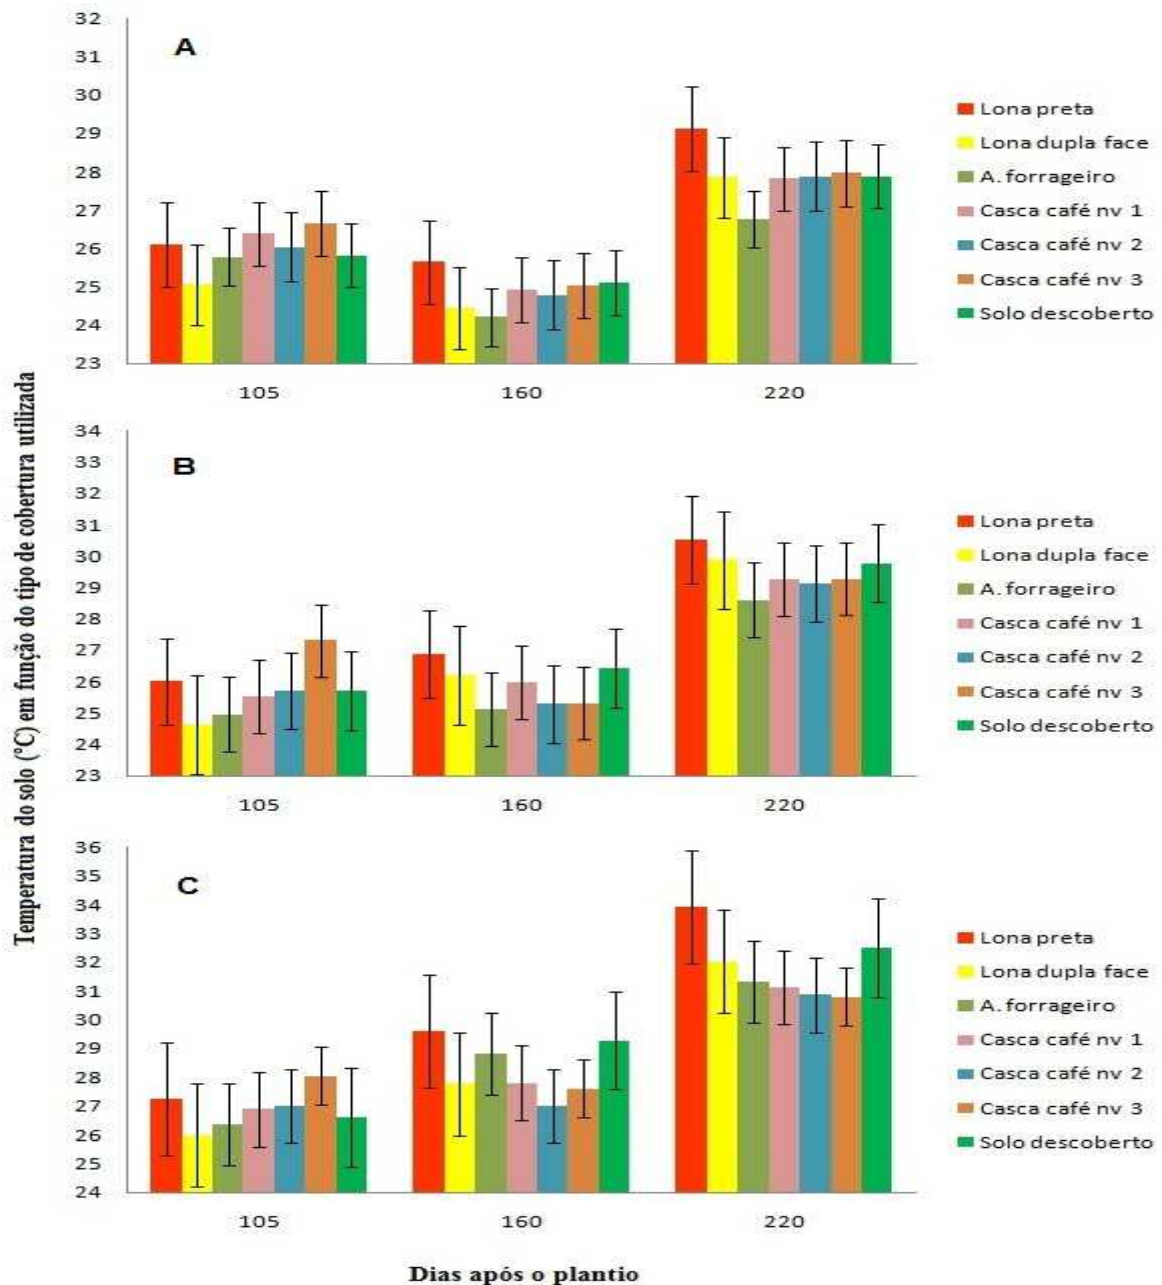 Temperatura do solo (°C) em função do tipo de cobertura utilizada
A
32
31
30
29
28
27
26
25
24
23
105 160 220
Lona preta
Lona dupla face
A. forrageiro
Casca café nv 1
Casca café nv 2
Casca café nv 3
Solo descoberto
B
34
33
32
31
30
29
28
27
26
25
24
23
105 160 220
Lona preta
Lona dupla face
A. forrageiro
Casca café nv 1
Casca café nv 2
Casca café nv 3
Solo descoberto
C
36
35
34
33
32
31
30
29
28
27
26
25
24
105 160 220
Lona preta
Lona dupla face
A. forrageiro
Casca café nv 1
Casca café nv 2
Casca café nv 3
Solo descoberto
Dias após o plantio